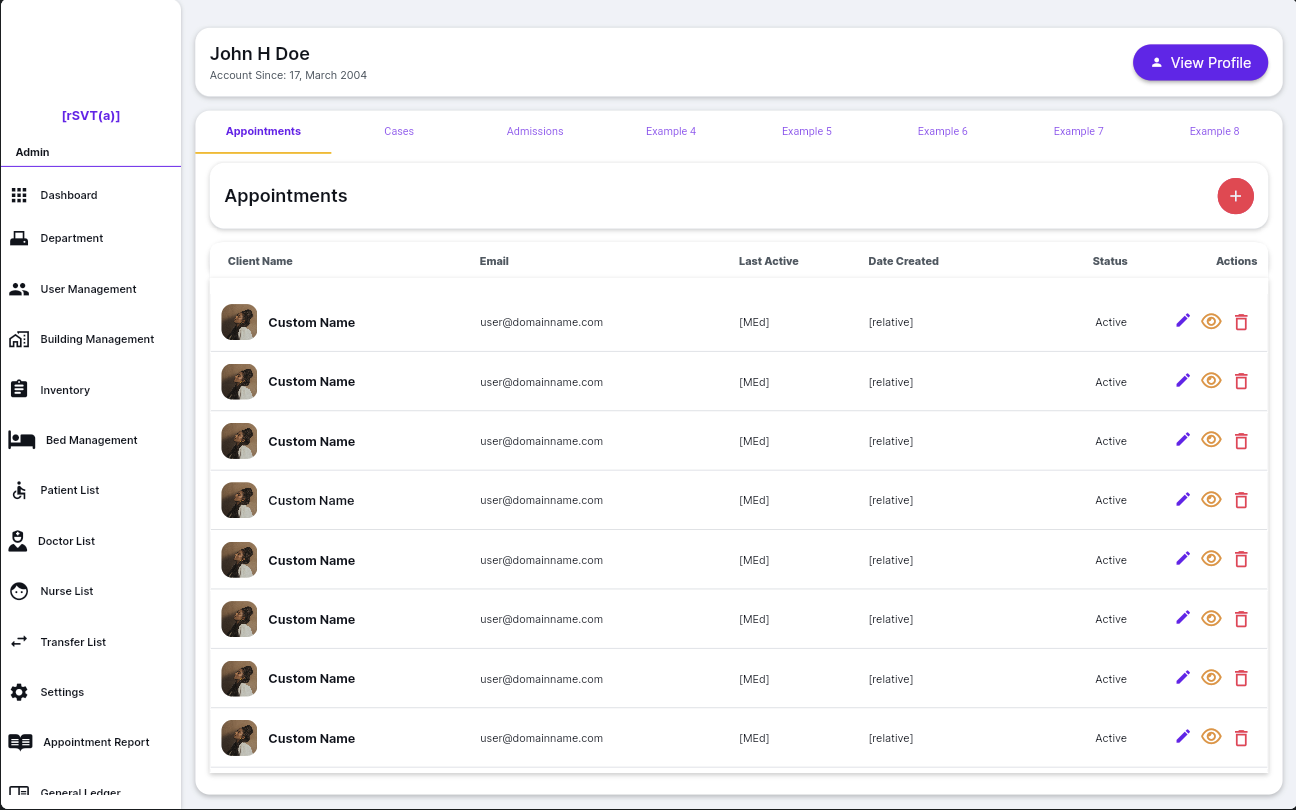 [rSVT(a)]
Admin
Dashboard
Department
User Management
Building Management
Inventory
Bed Management
Patient List
Doctor List
Nurse List
Transfer List
Settings
Appointment Report
General Ledger
John H Doe
Account Since: 17, March 2004
View Profile
Appointments Cases Admissions Example 4 Example 5 Example 6 Example 7 Example 8
Appointments
Client Name Email Last Active Date Created Status Actions
Custom Name user@domainname.com [MEd] [relative] Active
Custom Name user@domainname.com [MEd] [relative] Active
Custom Name user@domainname.com [MEd] [relative] Active
Custom Name user@domainname.com [MEd] [relative] Active
Custom Name user@domainname.com [MEd] [relative] Active
Custom Name user@domainname.com [MEd] [relative] Active
Custom Name user@domainname.com [MEd] [relative] Active
Custom Name user@domainname.com [MEd] [relative] Active